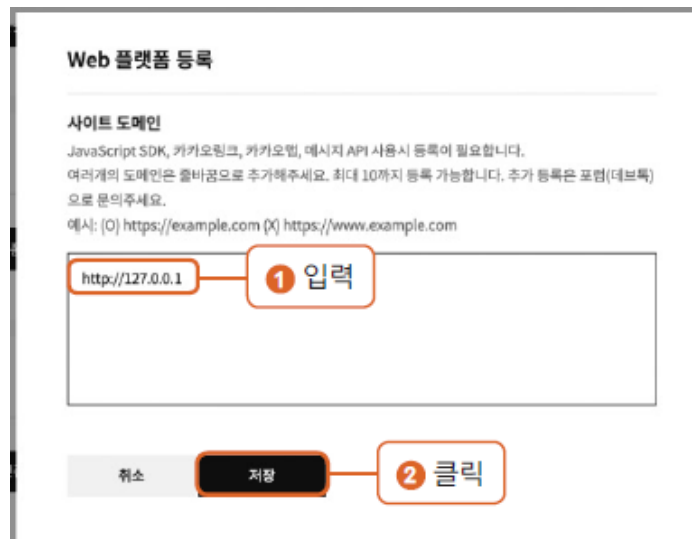 Web 플랫폼 등록
사이트 도메인
JavaScript SDK, 카카오링크, 카카오맵, 메시지 API 사용시 등록이 필요합니다.
여러개의 도메인은 줄바꿈으로 추가해주세요. 최대 10까지 등록 가능합니다. 추가 등록은 포럼(데브톡)
으로 문의주세요.
예시: (O) https://example.com (X) https://www.example.com
http://127.0.0.1
1 입력
취소
저장
2 클릭